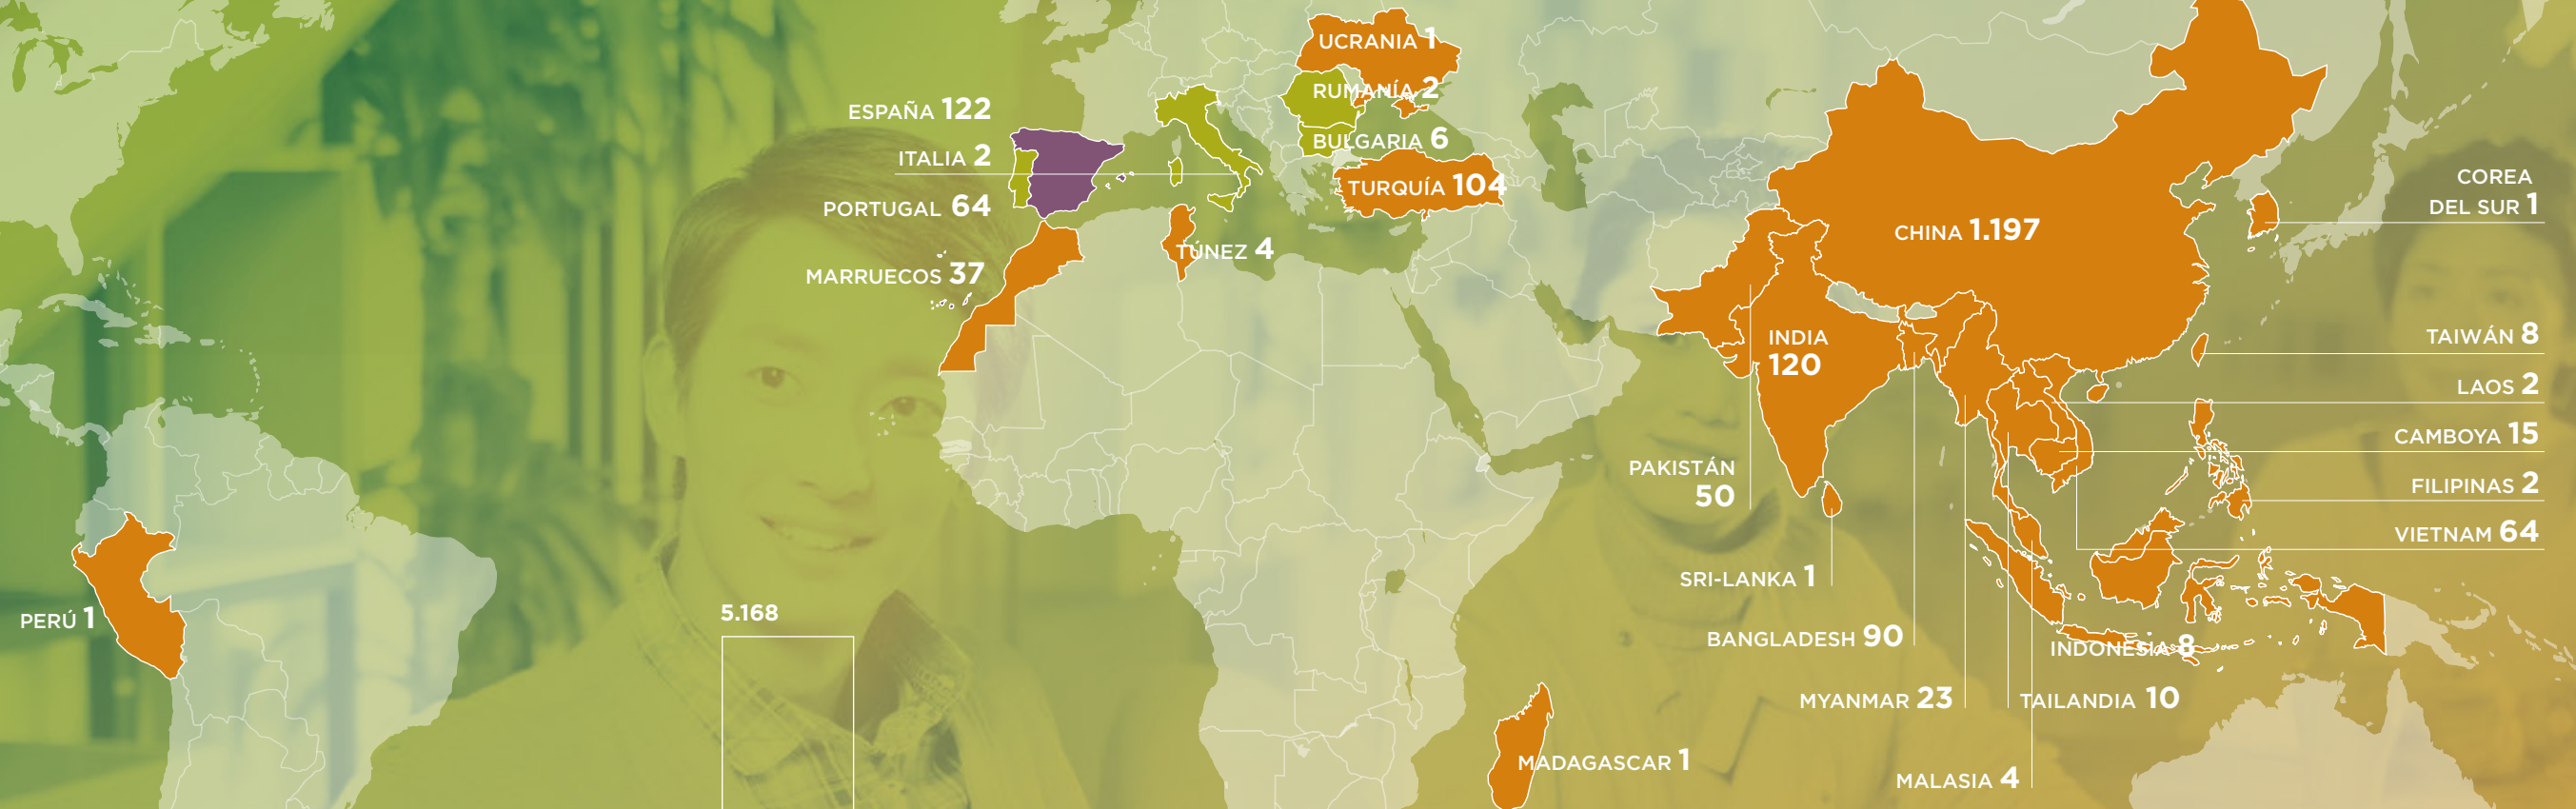 UCRANIA 1
RUMANÍA 2
BULGARIA 6
TURQUÍA 104
ESPAÑA 122
ITALIA 2
PORTUGAL 64
MARRUECOS 37
TÚNEZ 4
CHINA 1.197
COREA
DEL SUR 1
TAIWÁN 8
LAOS 2
CAMBOYA 15
FILIPINAS 2
VIETNAM 64
INDIA
120
PAKISTÁN
50
SRI-LANKA 1
BANGLADESH 90
MYANMAR 23
TAILANDIA 10
INDONESIA 8
MALASIA 4
MADAGASCAR 1
PERÚ 1
5.168